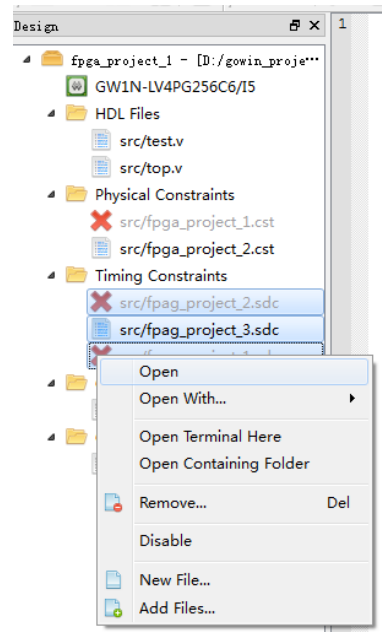 Design
1
fpga_project_1 - [D:/gowin_proje…
GW1N-LV4PG256C6/I5
HDL Files
src/test.v
src/top.v
Physical Constraints
src/fpga_project_1.cst
src/fpga_project_2.cst
Timing Constraints
src/fpag_project_2.sdc
src/fpag_project_3.sdc
Open
Open With...
Open Terminal Here
Open Containing Folder
Remove... Del
Disable
New File...
Add Files...